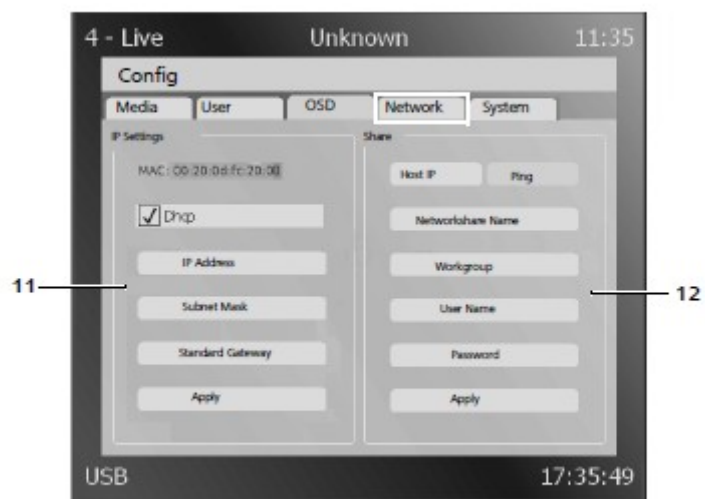 4 - Live Unknown 11:35
Config
Media User OSD Network System
IP Settings
MAC: 00:20:0d:fc:20:00
Dhcp
IP Address
Subnet Mask
Standard Gateway
Apply
11
Share
Host IP Ping
Networkshare Name
Workgroup
User Name
Password
Apply
12
USB 17:35:49